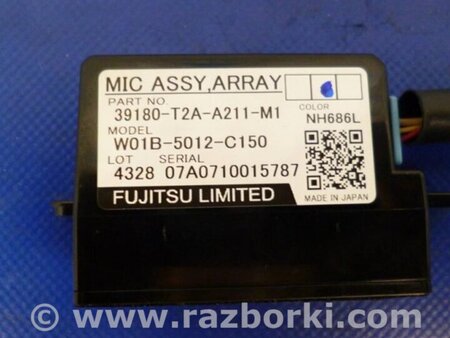 MIC ASSY,ARRAY
PART NO. COLOR
39180-T2A-A211-M1 NH686L
MODEL
W01B-5012-C150
LOT SERIAL
4328 07A0710015787
FUJITSU LIMITED MADE IN JAPAN
www.razborki.com